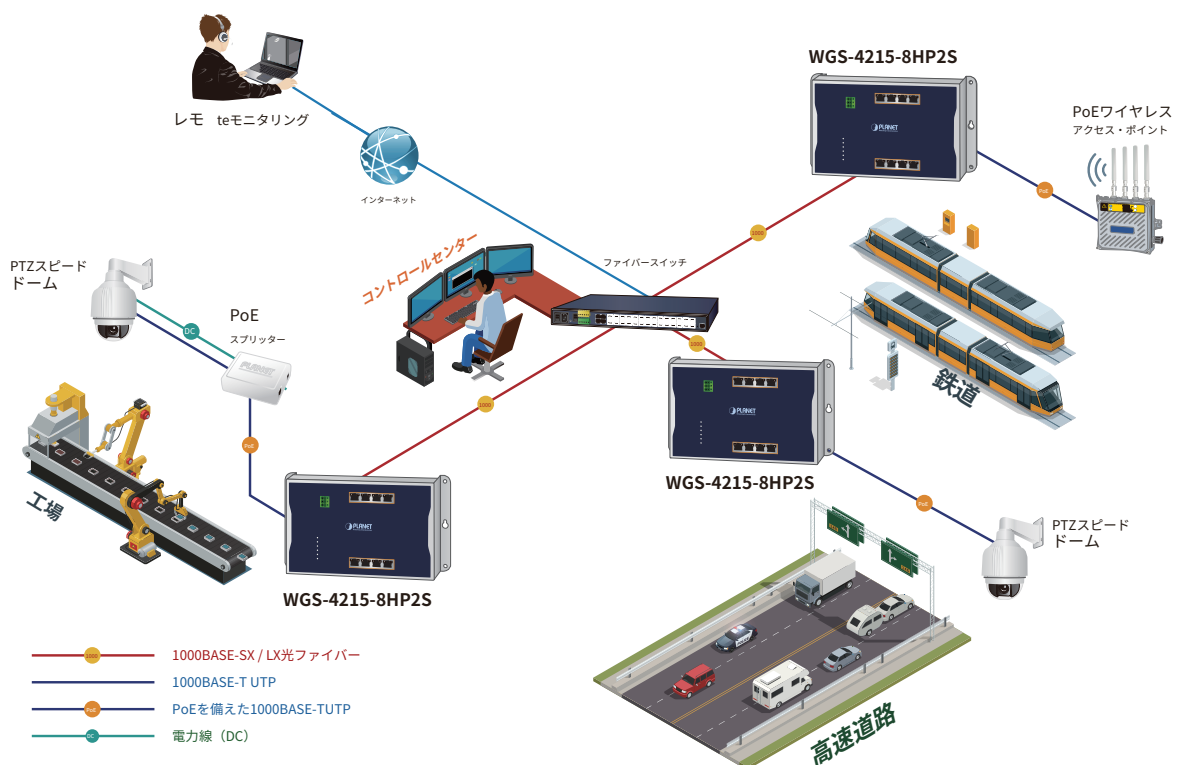 WGS-4215-8HP2S
レモ teモニタリング
PLANET
PoEワイヤレス
アクセス・ポイント
PoE
インターネット
1000
コントロールセンター
ファイバースイッチ
PTZスピード
ドーム
DC
PoE
スプリッター
PLANET
1000
鉄道
1000
PLANET
WGS-4215-8HP2S
PoE
工場
PLANET
WGS-4215-8HP2S
PoE
PTZスピード
ドーム
高速道路
1000
1000BASE-SX / LX光ファイバー
1000BASE-T UTP
PoE
PoEを備えた1000BASE-TUTP
DC
電力線（DC）